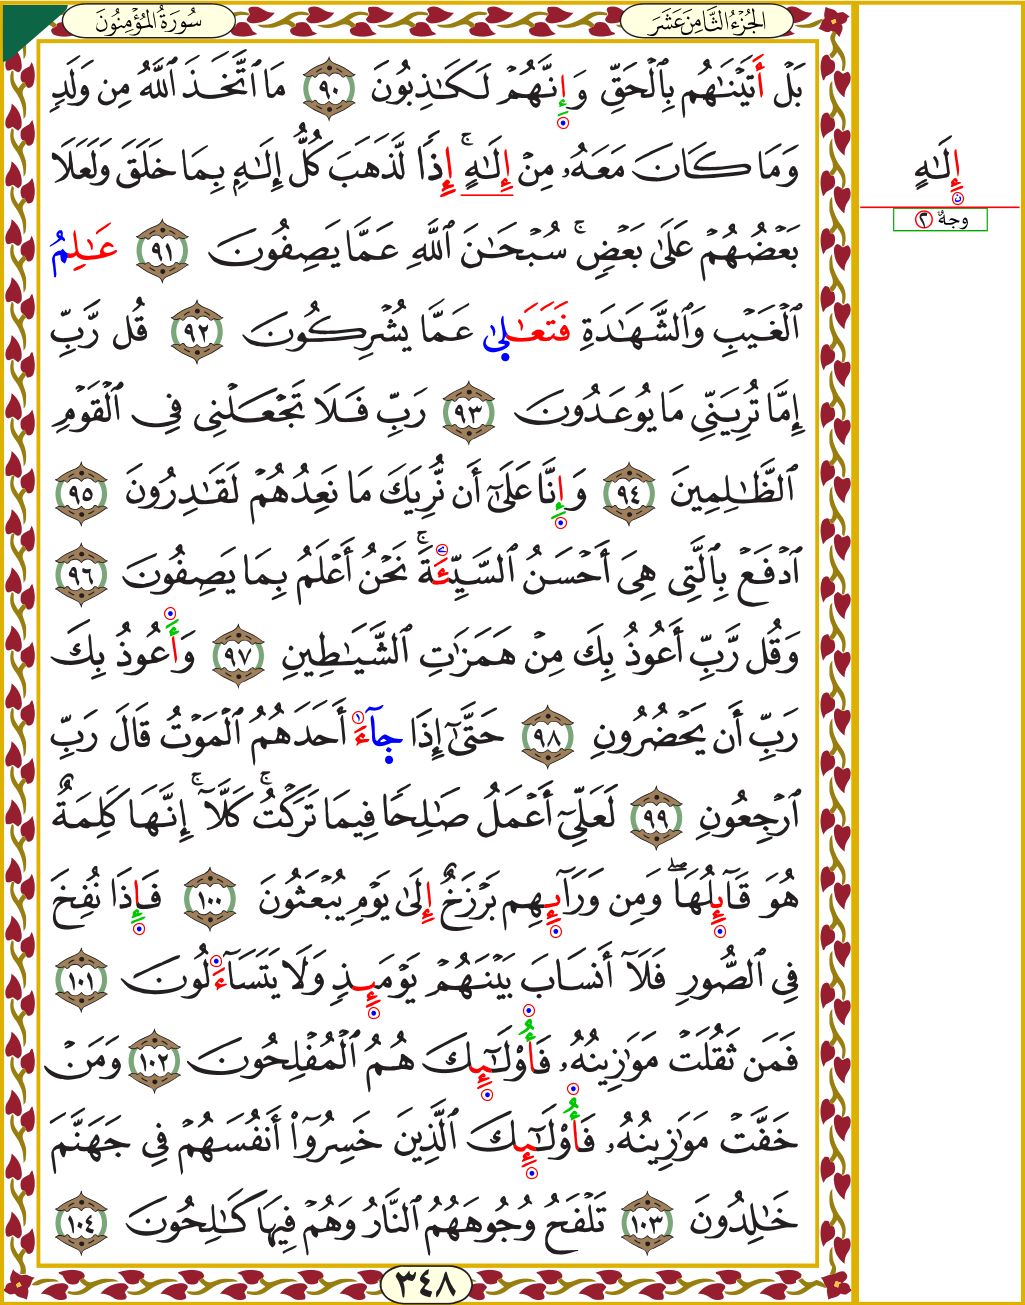 الجُزْءُ الثَّامِنَ عَشَرَ
سُورَةُ المُؤْمِنُونَ
بَلْ أَتَيْنَٰهُم بِالْحَقِّ وَإِنَّهُمْ لَكَٰذِبُونَ ٩٠ مَا ٱتَّخَذَ ٱللَّهُ مِن وَلَدٍ
وَمَا كَانَ مَعَهُۥ مِنْ إِلَٰهٍۚ إِذًا لَّذَهَبَ كُلُّ إِلَٰهٍۭ بِمَا خَلَقَ وَلَعَلَا
بَعْضُهُمْ عَلَىٰ بَعْضٍۚ سُبْحَٰنَ ٱللَّهِ عَمَّا يَصِفُونَ ٩١ عَٰلِمُ
ٱلْغَيْبِ وَٱلشَّهَٰدَةِ فَتَعَٰلَىٰ عَمَّا يُشْرِكُونَ ٩٢ قُل رَّبِّ
إِمَّا تُرِيَنِّي مَا يُوعَدُونَ ٩٣ رَبِّ فَلَا تَجْعَلْنِي فِي ٱلْقَوْمِ
ٱلظَّٰلِمِينَ ٩٤ وَإِنَّا عَلَىٰٓ أَن نُّرِيَكَ مَا نَعِدُهُمْ لَقَٰدِرُونَ ٩٥
ٱدْفَعْ بِٱلَّتِي هِيَ أَحْسَنُ ٱلسَّيِّئَةَۚ نَحْنُ أَعْلَمُ بِمَا يَصِفُونَ ٩٦
وَقُل رَّبِّ أَعُوذُ بِكَ مِنْ هَمَزَٰتِ ٱلشَّيَٰطِينِ ٩٧ وَأَعُوذُ بِكَ
رَبِّ أَن يَحْضُرُونِ ٩٨ حَتَّىٰٓ إِذَا جَآءَ أَحَدَهُمُ ٱلْمَوْتُ قَالَ رَبِّ
ٱرْجِعُونِ ٩٩ لَعَلِّيٓ أَعْمَلُ صَٰلِحًا فِيمَا تَرَكْتُۚ كَلَّآۚ إِنَّهَا كَلِمَةٌ
هُوَ قَآئِلُهَاۖ وَمِن وَرَآئِهِم بَرْزَخٌ إِلَىٰ يَوْمِ يُبْعَثُونَ ١٠٠ فَإِذَا نُفِخَ
فِي ٱلصُّورِ فَلَآ أَنسَابَ بَيْنَهُمْ يَوْمَئِذٍ وَلَا يَتَسَآءَلُونَ ١٠١
فَمَن ثَقُلَتْ مَوَٰزِينُهُۥ فَأُو۟لَٰٓئِكَ هُمُ ٱلْمُفْلِحُونَ ١٠٢ وَمَنْ
خَفَّتْ مَوَٰزِينُهُۥ فَأُو۟لَٰٓئِكَ ٱلَّذِينَ خَسِرُوٓا۟ أَنفُسَهُمْ فِي جَهَنَّمَ
خَٰلِدُونَ ١٠٣ تَلْفَحُ وُجُوهَهُمُ ٱلنَّارُ وَهُمْ فِيهَا كَٰلِحُونَ ١٠٤
٣٤٨
إِلَٰهٍ
وجهٌ ٢